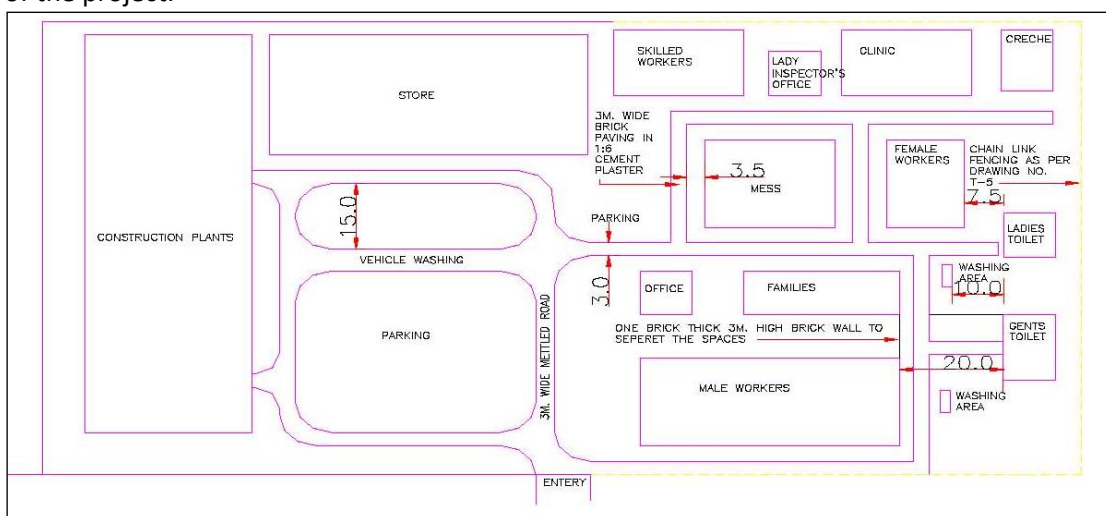 of the project.
SKILLED
WORKERS
LADY
INSPECTOR'S
OFFICE
CLINIC
CRECHE
STORE
3M. WIDE
BRICK
PAVING IN
1:6
CEMENT
PLASTER
3.5
MESS
FEMALE
WORKERS
CHAIN LINK
FENCING AS PER
DRAWING NO.
T-5
7.5
CONSTRUCTION PLANTS
15.0
PARKING
LADIES
TOILET
VEHICLE WASHING
3.0
OFFICE
FAMILIES
WASHING
AREA
10.0
PARKING
3M. WIDE METTLED ROAD
ONE BRICK THICK 3M. HIGH BRICK WALL TO
SEPERET THE SPACES
GENTS
TOILET
20.0
MALE WORKERS
WASHING
AREA
ENTERY